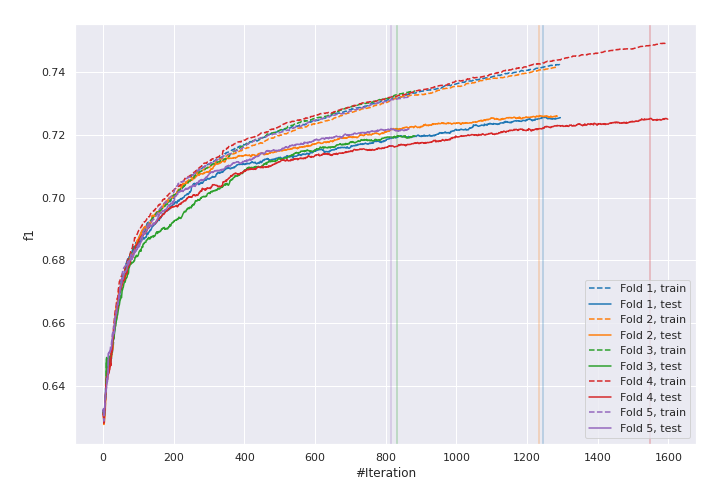 0.74
0.72
0.70
0.68
0.66
0.64
f1
0 200 400 600 800 1000 1200 1400 1600
#Iteration
Fold 1, train
Fold 1, test
Fold 2, train
Fold 2, test
Fold 3, train
Fold 3, test
Fold 4, train
Fold 4, test
Fold 5, train
Fold 5, test